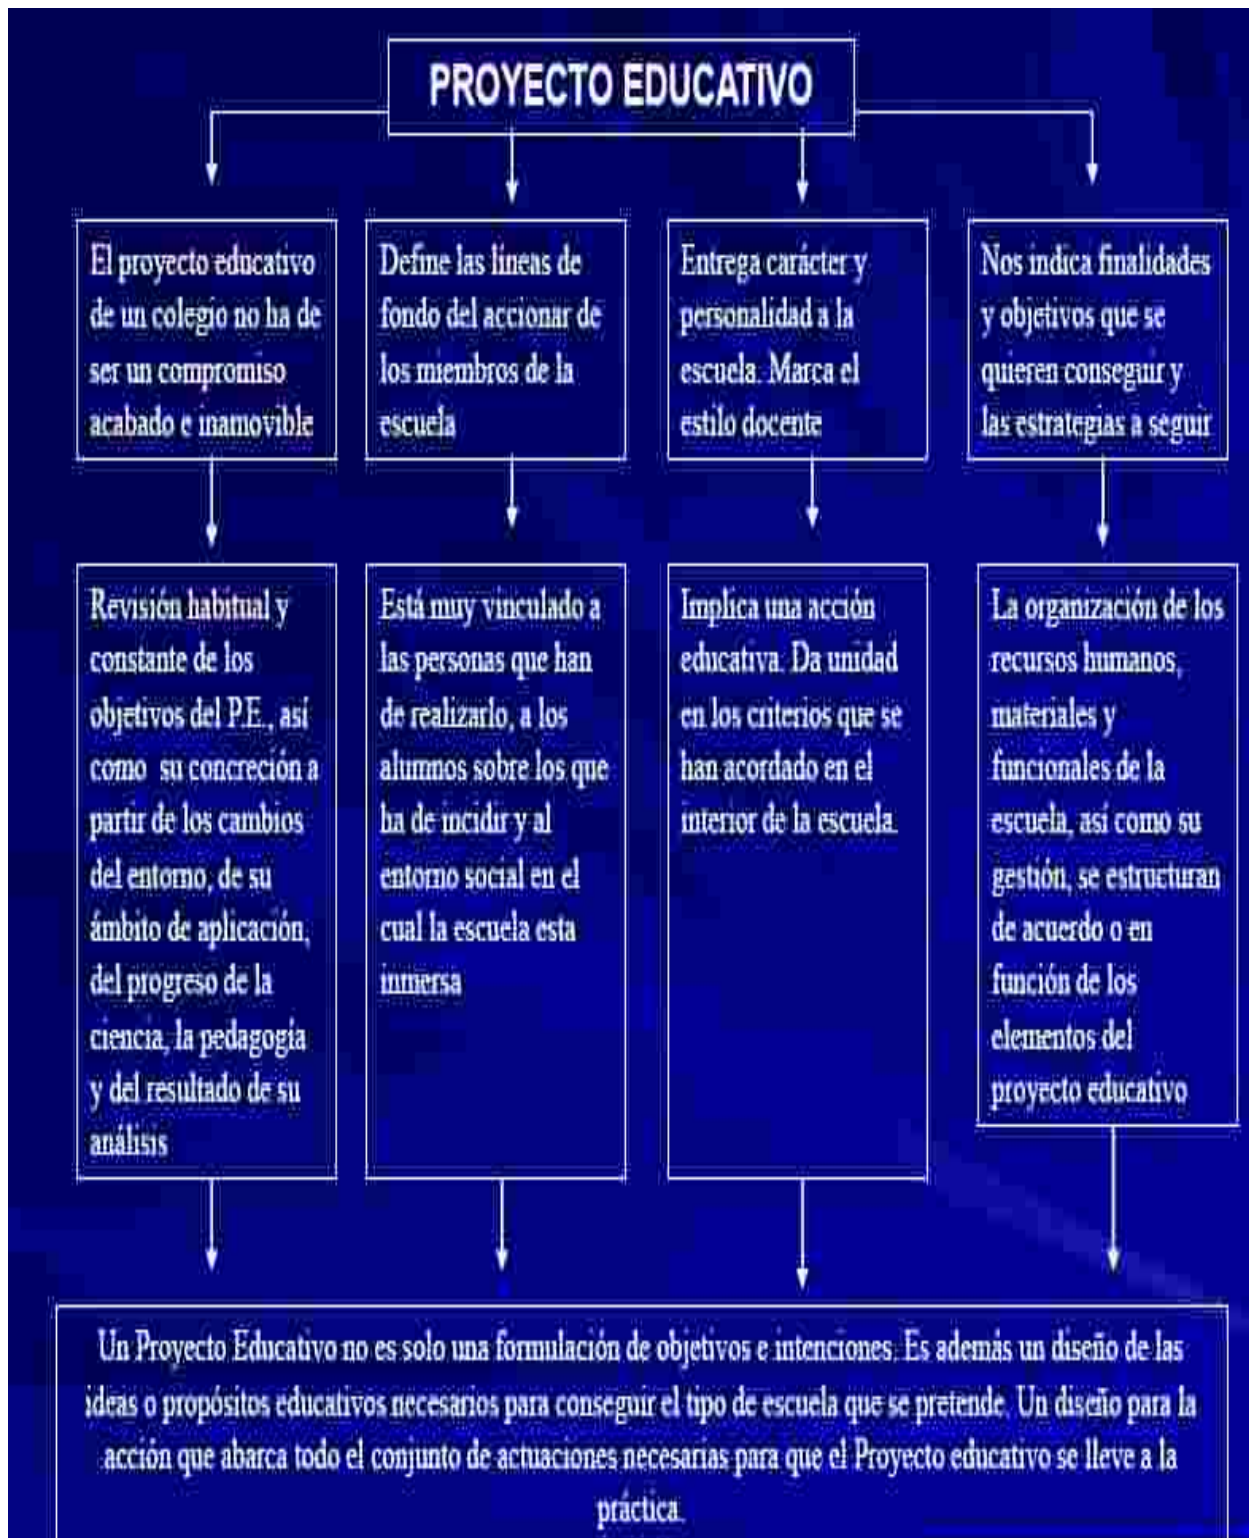 PROYECTO EDUCATIVO
El proyecto educativo
de un colegio no ha de
ser un compromiso
acabado e inamovible
Define las lineas de
fondo del accionar de
los miembros de la
escuela
Entrega carácter y
personalidad a la
escuela. Marca el
estilo docente
Nos indica finalidades
y objetivos que se
quieren conseguir y
las estrategias a seguir
Revisión habitual y
constante de los
objetivos del P.E., así
como su concreción a
partir de los cambios
del entorno, de su
ámbito de aplicación,
del progreso de la
ciencia, la pedagogía
y del resultado de su
análisis
Está muy vinculado a
las personas que han
de realizarlo, a los
alumnos sobre los que
ha de incidir y al
entorno social en el
cual la escuela esta
inmersa
Implica una acción
educativa. Da unidad
en los criterios que se
han acordado en el
interior de la escuela.
La organización de los
recursos humanos,
materiales y
funcionales de la
escuela, así como su
gestión, se estructuran
de acuerdo o en
función de los
elementos del
proyecto educativo
Un Proyecto Educativo no es solo una formulación de objetivos e intenciones. Es además un diseño de las
ideas o propósitos educativos necesarios para conseguir el tipo de escuela que se pretende. Un diseño para la
acción que abarca todo el conjunto de actuaciones necesarias para que el Proyecto educativo se lleve a la
práctica.